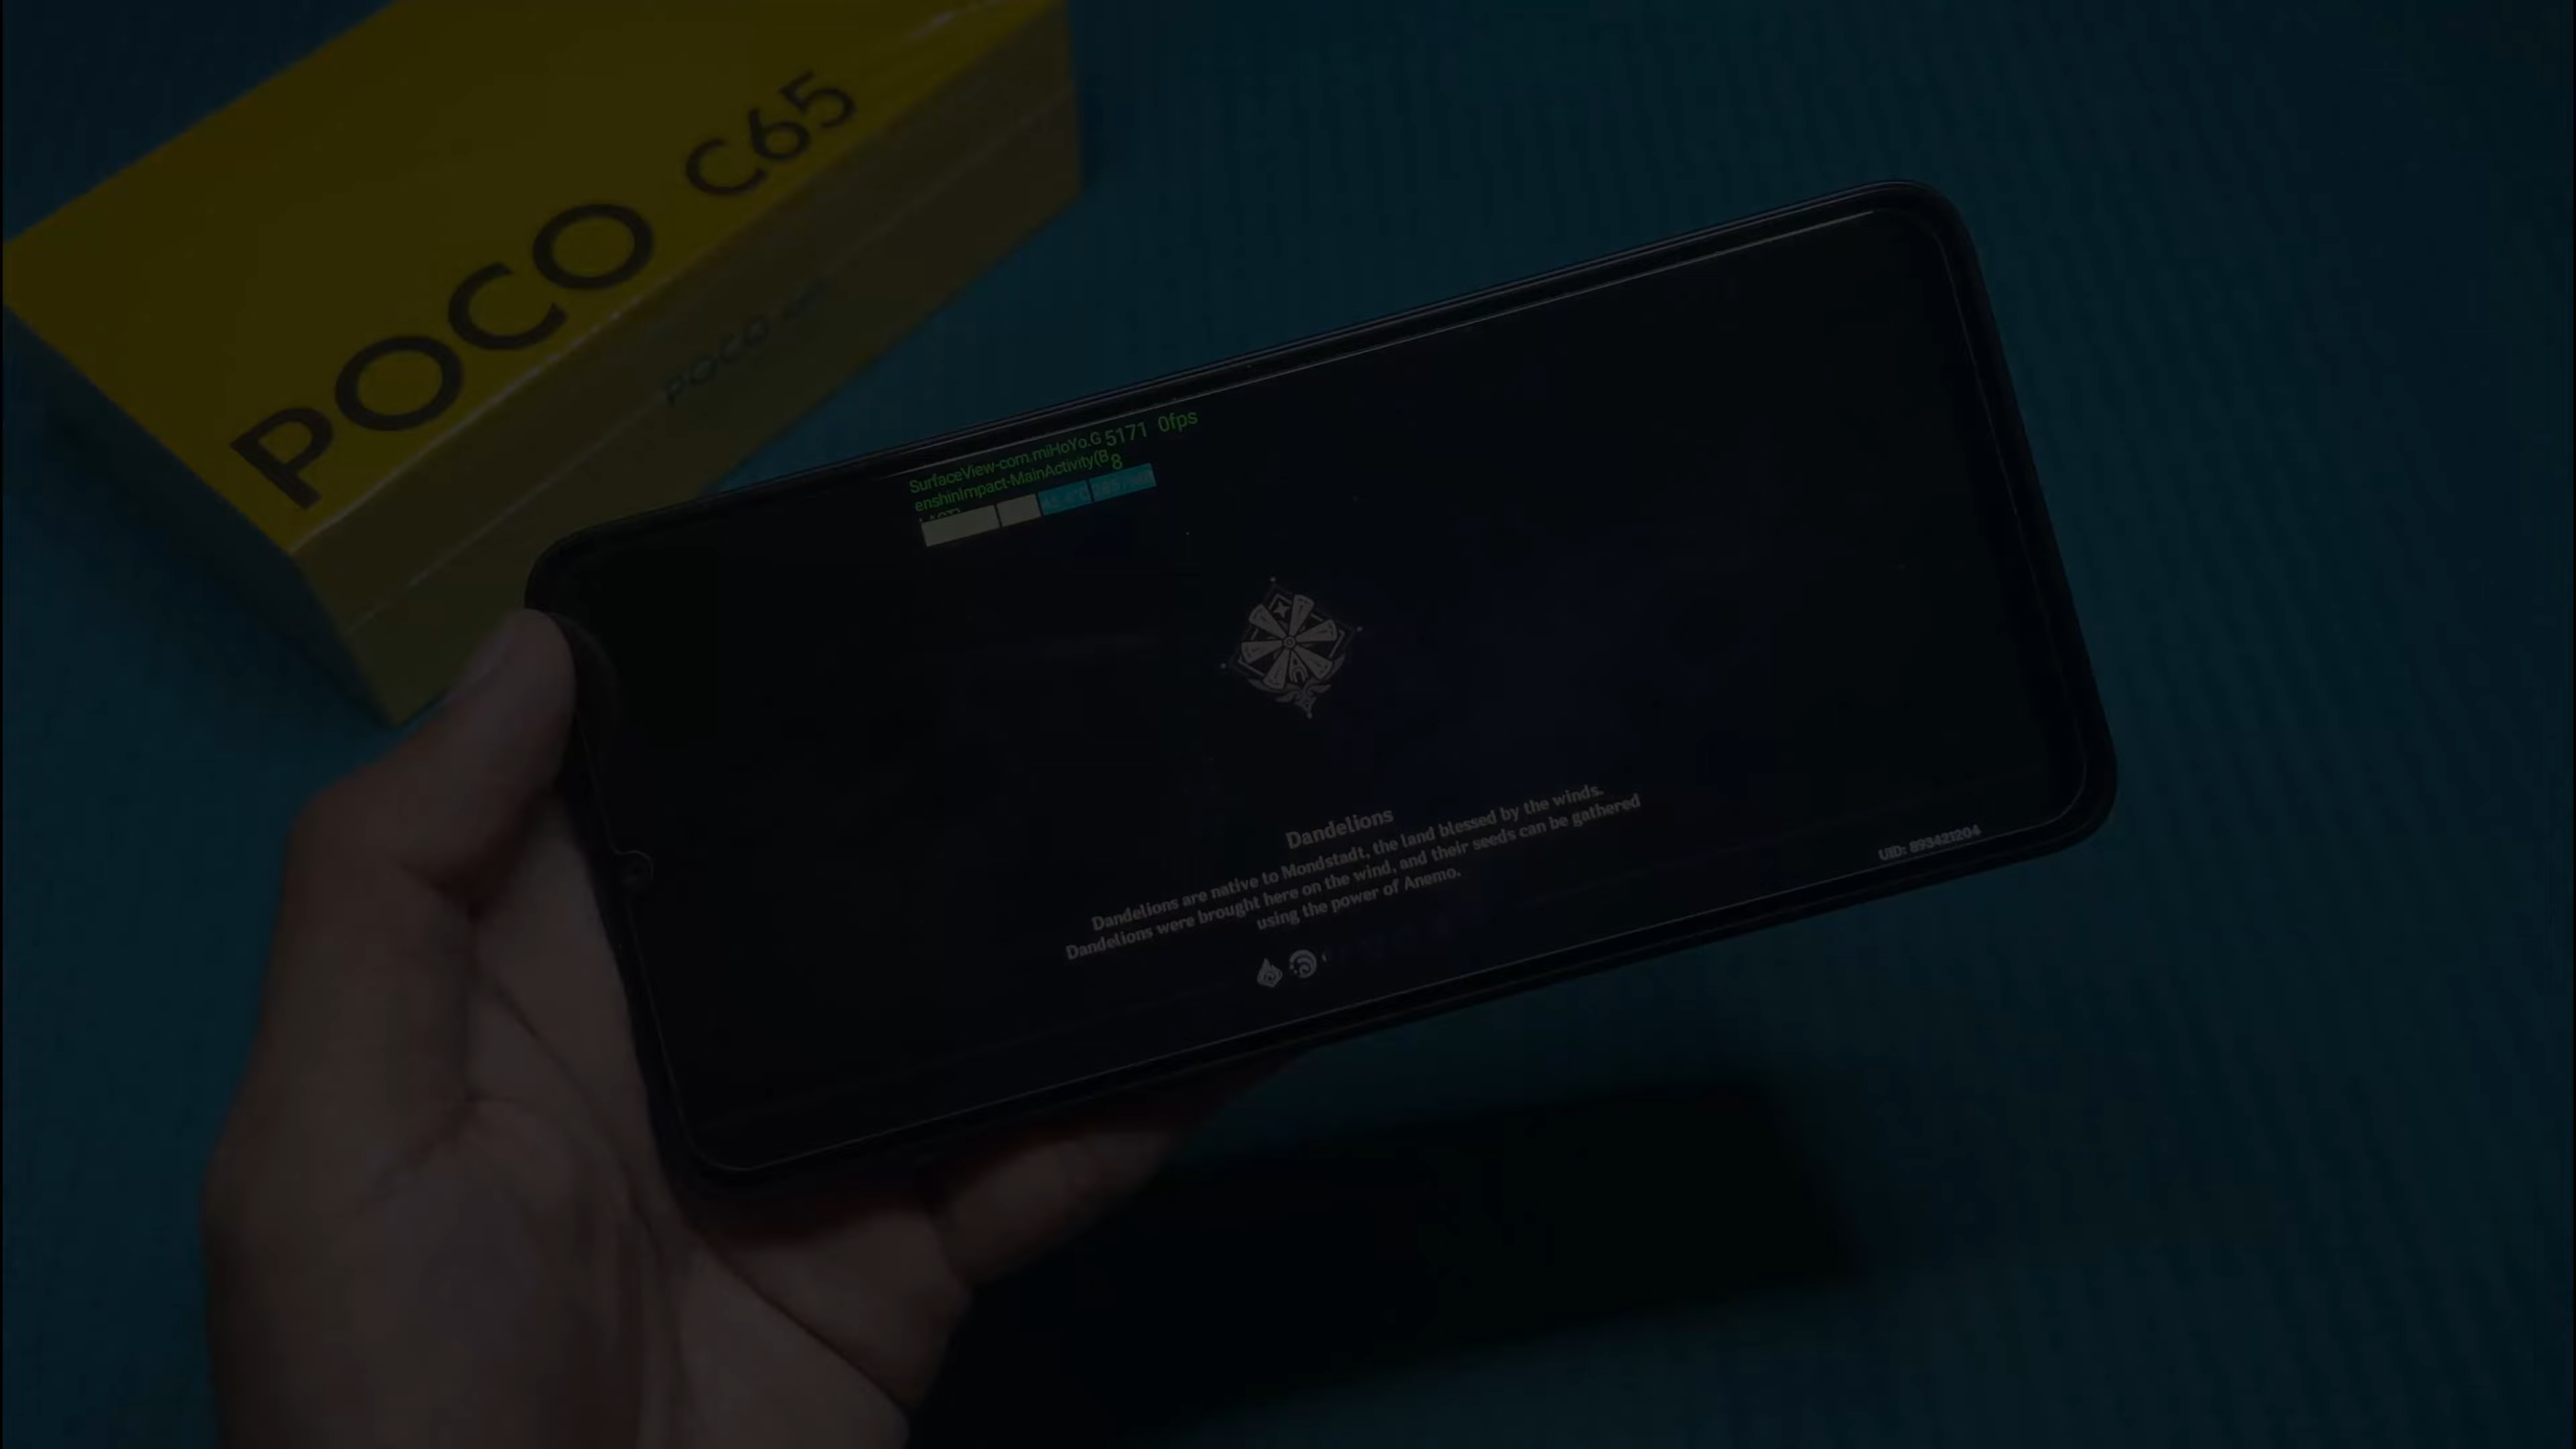 POCO C65
POCO
SurfaceView-com.miHoYo.G
enshinImpact-MainActivity(B
5171 0fps
8
Dandelions
Dandelions are native to Mondstadt, the land blessed by the winds.
Dandelions were brought here on the wind, and their seeds can be gathered
using the power of Anemo.
UID: 893421204